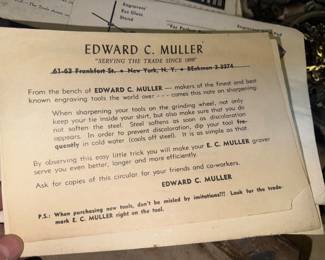 Engravers'
Eye Glass
Stand
EDWARD C. MULLER
"SERVING THE TRADE SINCE 1898"
61-63 Frankfort St. • New York, N. Y. • BEekman 3-2274
From the bench of EDWARD C. MULLER — makers of the finest and best
known engraving tools the world over - - - comes this note on sharpening.
When sharpening your tools on the grinding wheel, not only
keep your tie inside your shirt, but also make sure that you do
not soften the steel. Steel softens as soon as discoloration
appears. In order to prevent discoloration, dip your tool fre-
quently in cold water (cools off steel). It is as simple as that.
By observing this easy little trick you will make your E. C. MULLER graver
serve you even better, longer and more efficiently.
Ask for copies of this circular for your friends and co-workers.
EDWARD C. MULLER
P.S.: When purchasing new tools, don't be misled by imitations!!! Look for the trade-
mark E. C. MULLER right on the tool.